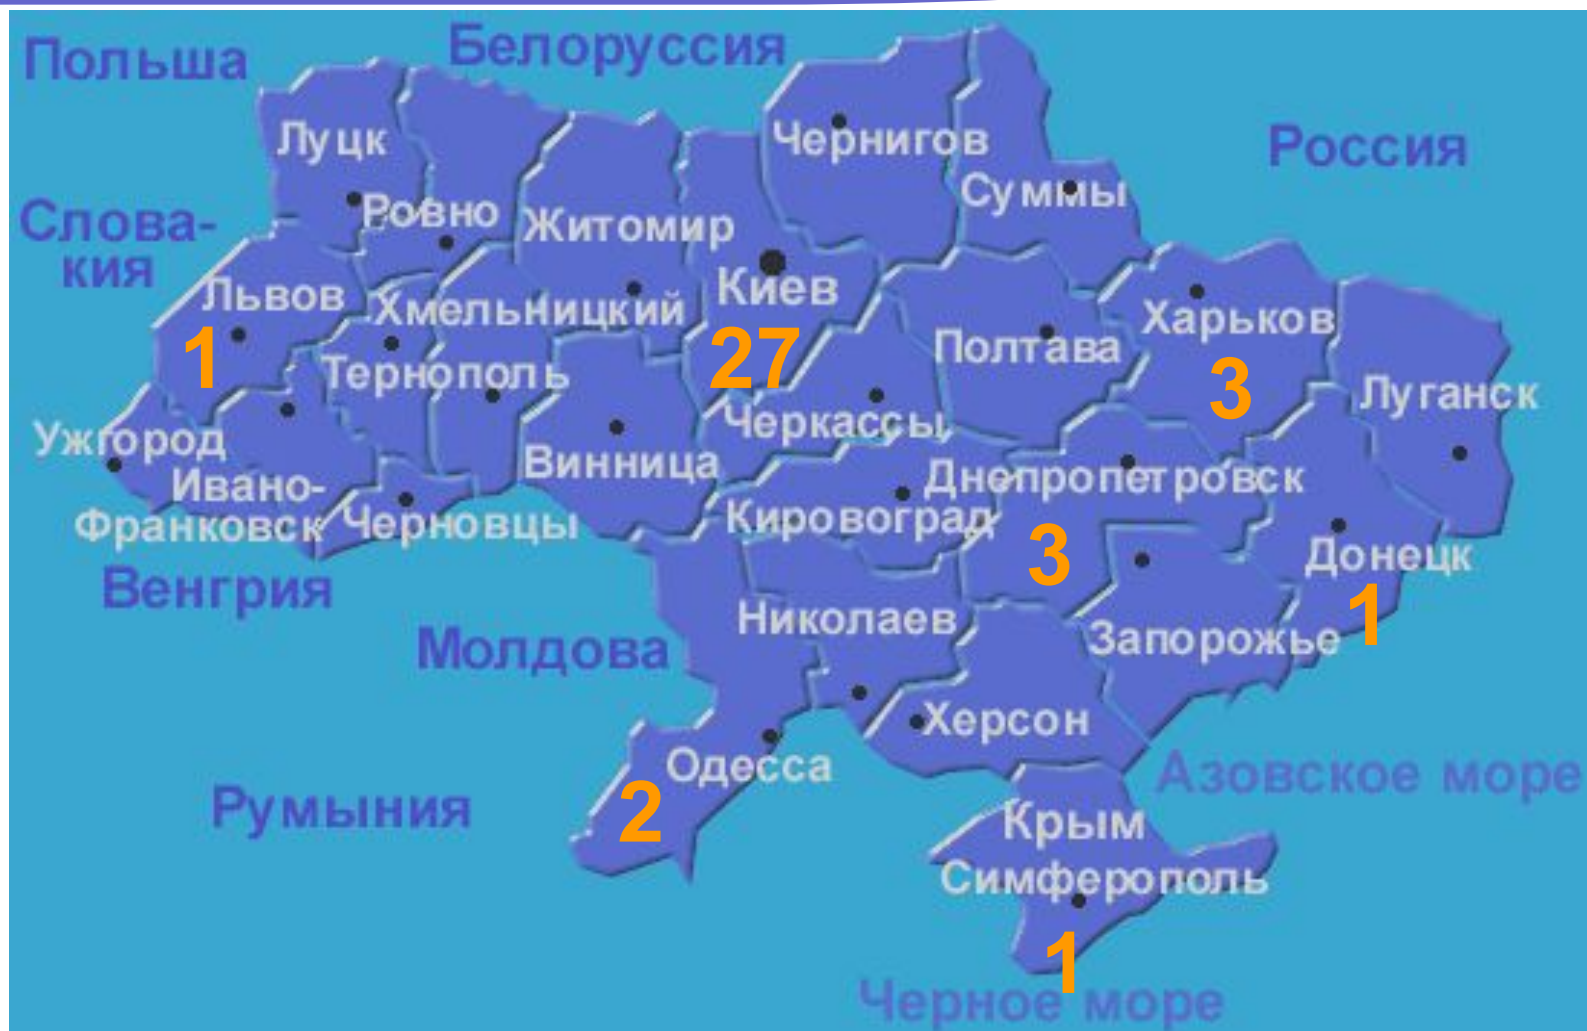 Польша
Белоруссия
Россия
Луцк
Чернигов
Суммы
Ровно
Житомир
Слова-
кия
Львов
Хмельницкий
Киев
Харьков
1
27
Полтава
3
Тернополь
Луганск
Черкассы
Ужгород
Винница
Днепропетровск
Ивано-
Франковск
Черновцы
Кировоград
3
Донецк
Венгрия
1
Николаев
Молдова
Запорожье
Херсон
Одесса
2
Азовское море
Румыния
Крым
Симферополь
1
Черное море